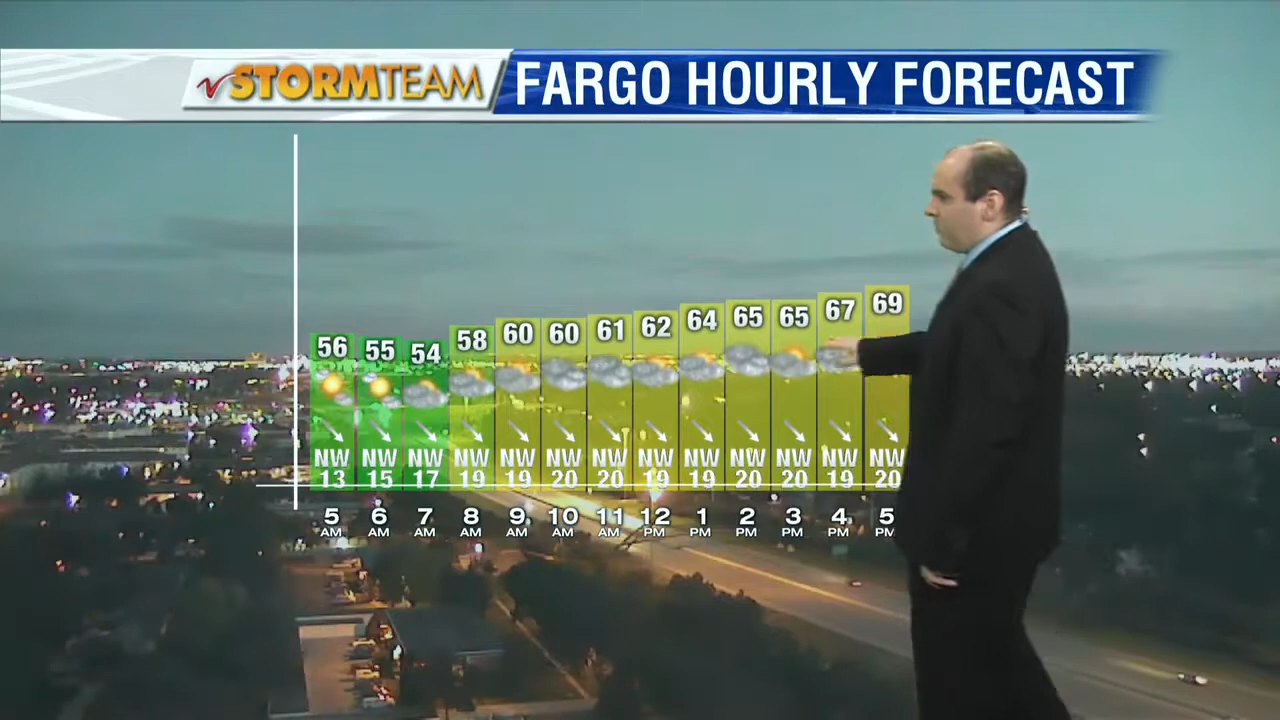 STORMTEAM FARGO HOURLY FORECAST
56 55 54 58 60 60 61 62 64 65 65 67 69
NW NW NW NW NW NW NW NW NW NW NW NW NW
13 15 17 19 19 20 20 19 19 20 20 19 20
5 6 7 8 9 10 11 12 1 2 3 4 5
AM AM AM AM AM AM AM PM PM PM PM PM PM